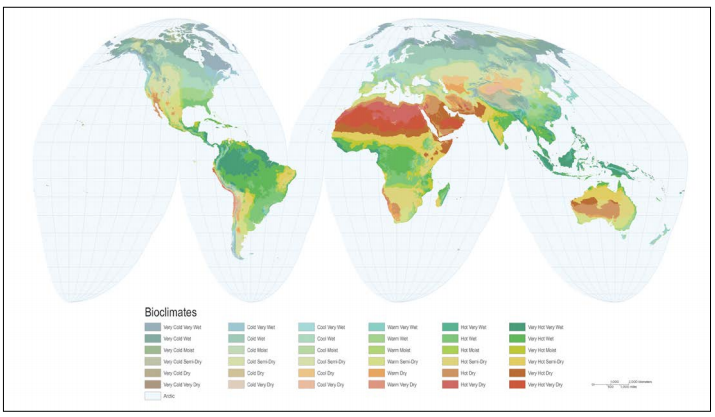 Bioclimates
Very Cold Very Wet Cold Very Wet Cool Very Wet Warm Very Wet Hot Very Wet Very Hot Very Wet
Very Cold Wet Cold Wet Cool Wet Warm Wet Hot Wet Very Hot Wet
Very Cold Moist Cold Moist Cool Moist Warm Moist Hot Moist Very Hot Moist
Very Cold Semi-Dry Cold Semi-Dry Cool Semi-Dry Warm Semi-Dry Hot Semi-Dry Very Hot Semi-Dry
Very Cold Dry Cold Dry Cool Dry Warm Dry Hot Dry Very Hot Dry
Very Cold Very Dry Cold Very Dry Cool Very Dry Warm Very Dry Hot Very Dry Very Hot Very Dry
Arctic